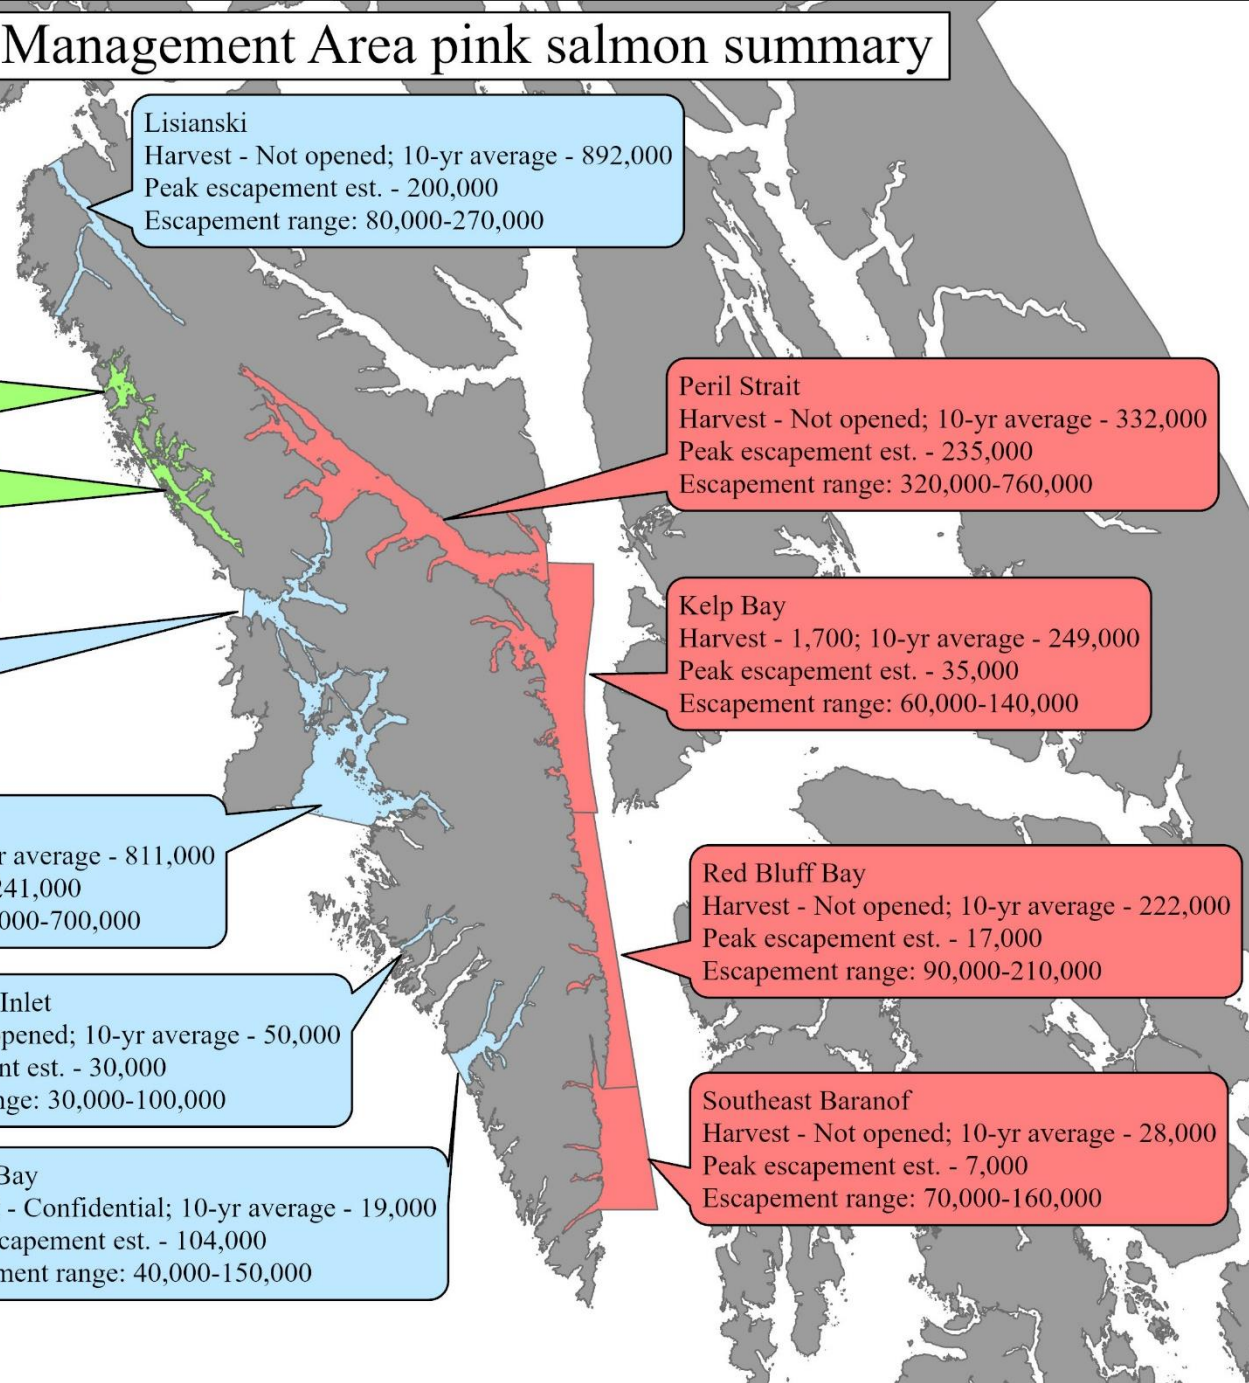 Management Area pink salmon summary
Lisianski
Harvest - Not opened; 10-yr average - 892,000
Peak escapement est. - 200,000
Escapement range: 80,000-270,000
Peril Strait
Harvest - Not opened; 10-yr average - 332,000
Peak escapement est. - 235,000
Escapement range: 320,000-760,000
Kelp Bay
Harvest - 1,700; 10-yr average - 249,000
Peak escapement est. - 35,000
Escapement range: 60,000-140,000
r average - 811,000
241,000
000-700,000
Red Bluff Bay
Harvest - Not opened; 10-yr average - 222,000
Peak escapement est. - 17,000
Escapement range: 90,000-210,000
Inlet
pened; 10-yr average - 50,000
nt est. - 30,000
nge: 30,000-100,000
Southeast Baranof
Harvest - Not opened; 10-yr average - 28,000
Peak escapement est. - 7,000
Escapement range: 70,000-160,000
Bay
- Confidential; 10-yr average - 19,000
capement est. - 104,000
ment range: 40,000-150,000